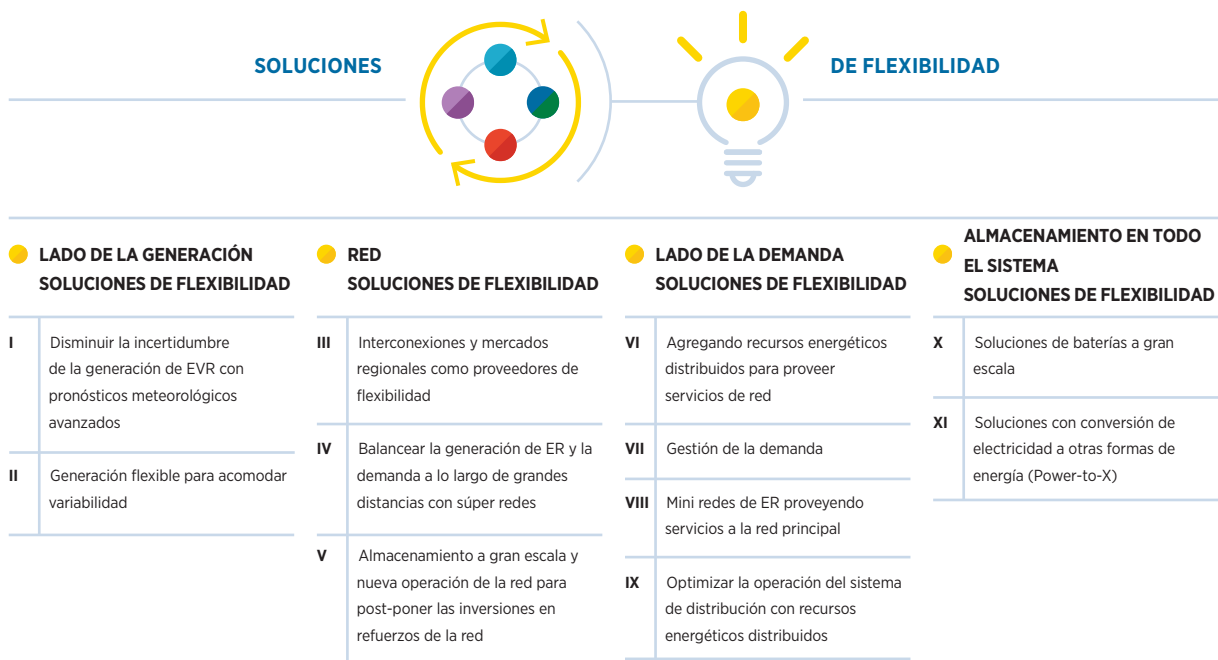 SOLUCIONES
DE FLEXIBILIDAD
LADO DE LA GENERACIÓN
SOLUCIONES DE FLEXIBILIDAD
I
Disminuir la incertidumbre
de la generación de EVR con
pronósticos meteorológicos
avanzados
II
Generación flexible para acomodar
variabilidad
RED
SOLUCIONES DE FLEXIBILIDAD
III
Interconexiones y mercados
regionales como proveedores de
flexibilidad
IV
Balancear la generación de ER y la
demanda a lo largo de grandes
distancias con súper redes
V
Almacenamiento a gran escala y
nueva operación de la red para
post-poner las inversiones en
refuerzos de la red
LADO DE LA DEMANDA
SOLUCIONES DE FLEXIBILIDAD
VI
Agregando recursos energéticos
distribuidos para proveer
servicios de red
VII
Gestión de la demanda
VIII
Mini redes de ER proveyendo
servicios a la red principal
IX
Optimizar la operación del sistema
de distribución con recursos
energéticos distribuidos
ALMACENAMIENTO EN TODO
EL SISTEMA
SOLUCIONES DE FLEXIBILIDAD
X
Soluciones de baterías a gran
escala
XI
Soluciones con conversión de
electricidad a otras formas de
energía (Power-to-X)